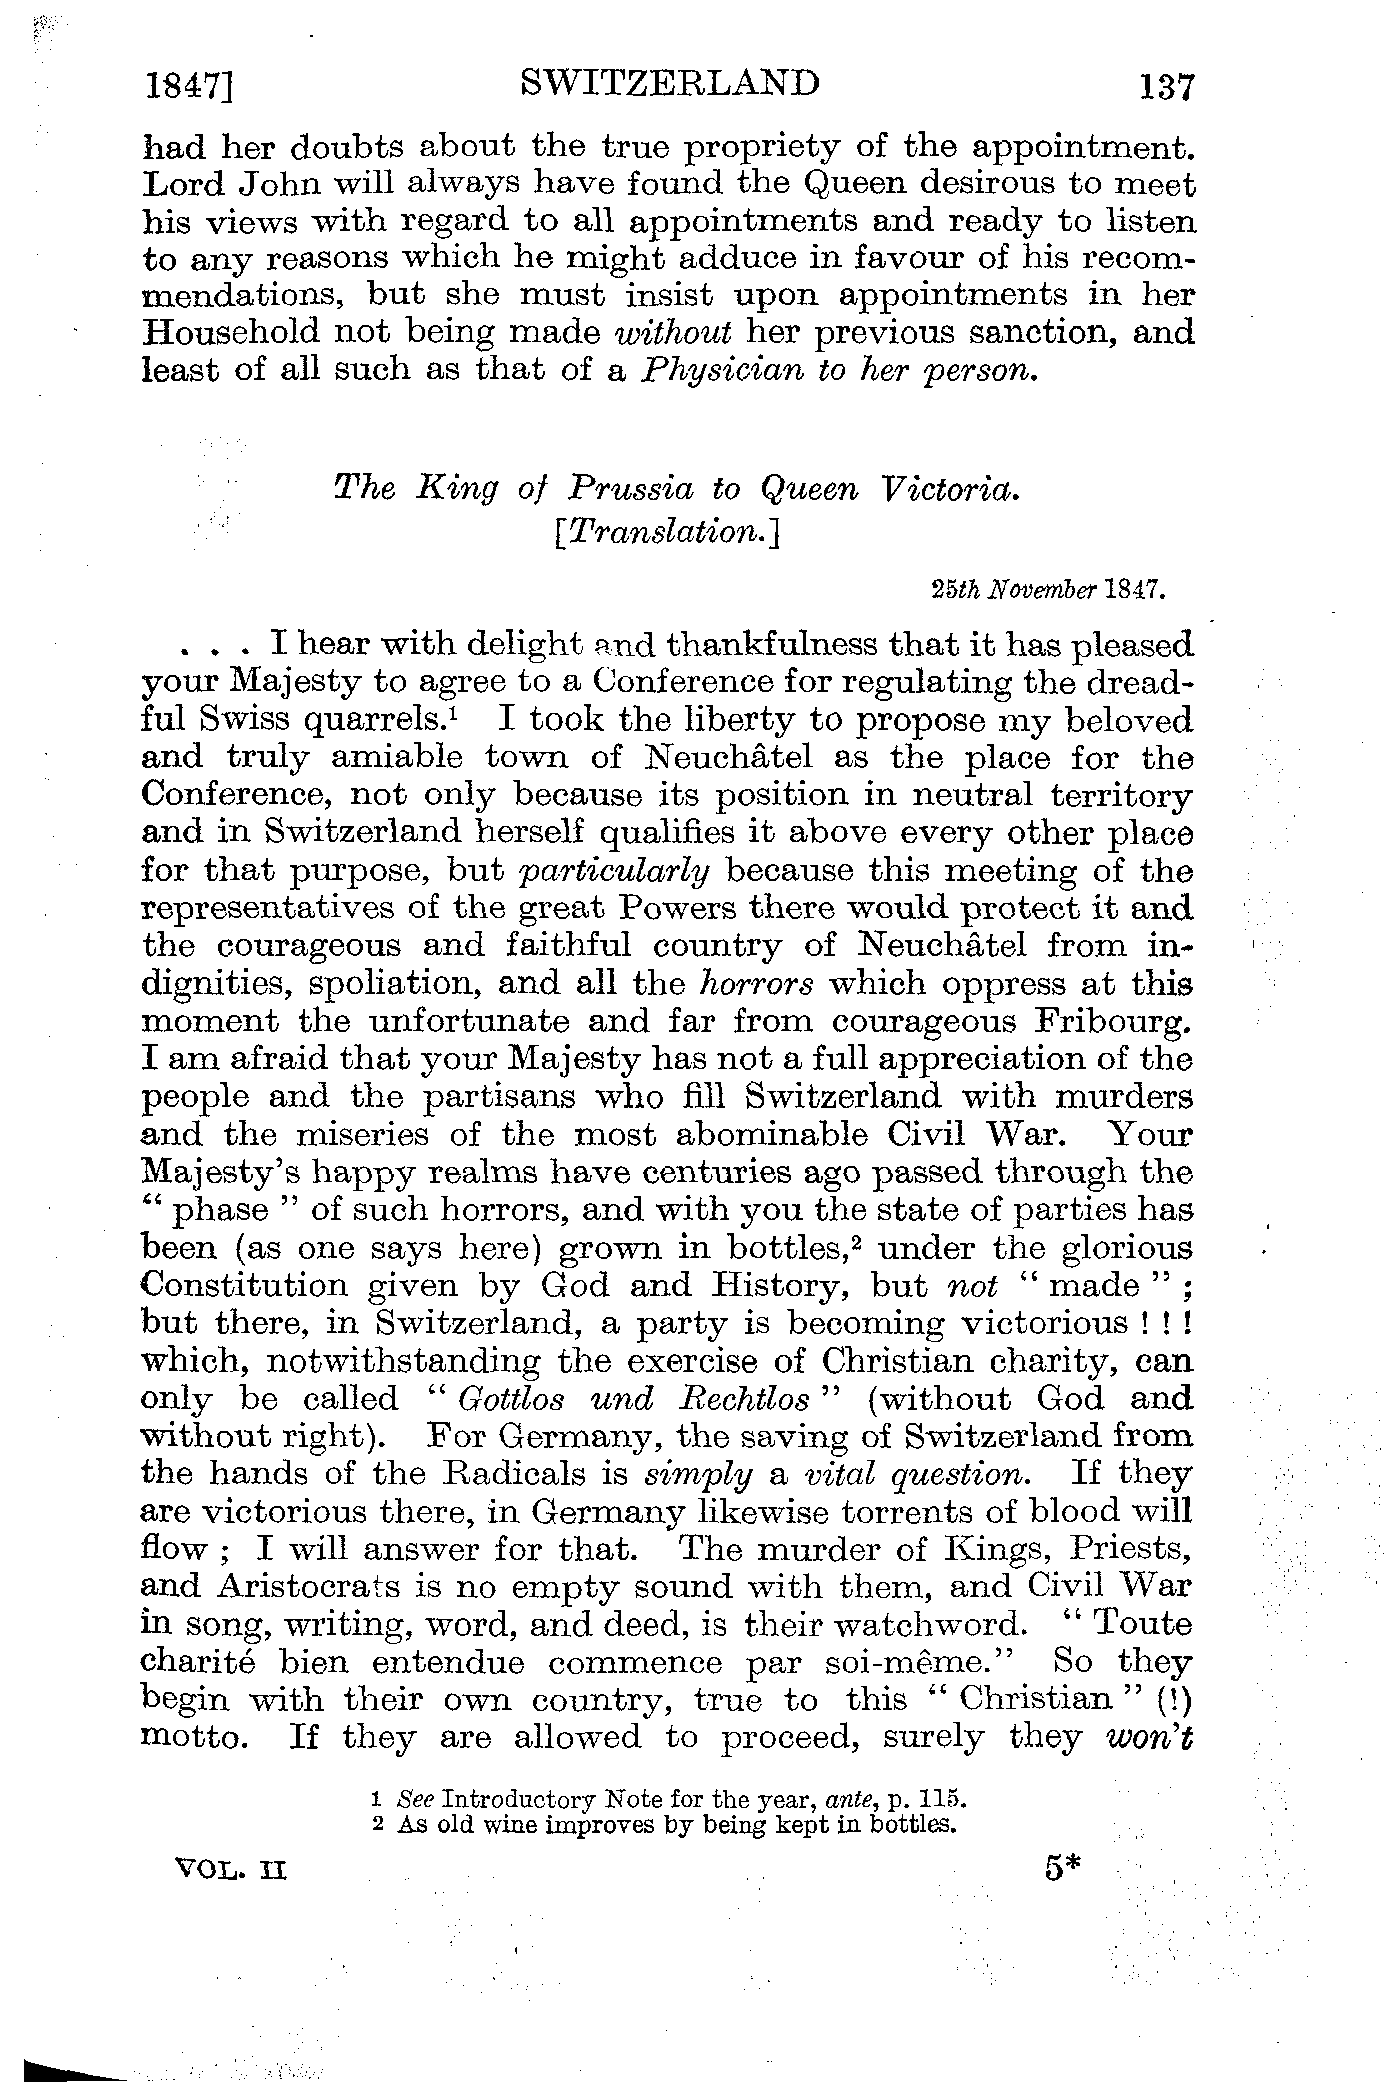 1847] SWITZERLAND 137
had her doubts about the true propriety of the appointment.
Lord John will always have found the Queen desirous to meet
his views with regard to all appointments and ready to listen
to any reasons which he might adduce in favour of his recom-
mendations, but she must insist upon appointments in her
Household not being made without her previous sanction, and
least of all such as that of a Physician to her person.
The King of Prussia to Queen Victoria.
[Translation.]
25th November 1847.
. . . I hear with delight and thankfulness that it has pleased
your Majesty to agree to a Conference for regulating the dread-
ful Swiss quarrels.¹ I took the liberty to propose my beloved
and truly amiable town of Neuchâtel as the place for the
Conference, not only because its position in neutral territory
and in Switzerland herself qualifies it above every other place
for that purpose, but particularly because this meeting of the
representatives of the great Powers there would protect it and
the courageous and faithful country of Neuchâtel from in-
dignities, spoliation, and all the horrors which oppress at this
moment the unfortunate and far from courageous Fribourg.
I am afraid that your Majesty has not a full appreciation of the
people and the partisans who fill Switzerland with murders
and the miseries of the most abominable Civil War. Your
Majesty's happy realms have centuries ago passed through the
“ phase ” of such horrors, and with you the state of parties has
been (as one says here) grown in bottles,² under the glorious
Constitution given by God and History, but not “ made ” ;
but there, in Switzerland, a party is becoming victorious ! ! !
which, notwithstanding the exercise of Christian charity, can
only be called “ Gottlos und Rechtlos ” (without God and
without right). For Germany, the saving of Switzerland from
the hands of the Radicals is simply a vital question. If they
are victorious there, in Germany likewise torrents of blood will
flow ; I will answer for that. The murder of Kings, Priests,
and Aristocrats is no empty sound with them, and Civil War
in song, writing, word, and deed, is their watchword. “ Toute
charité bien entendue commence par soi-même.” So they
begin with their own country, true to this “ Christian ” (!)
motto. If they are allowed to proceed, surely they won't
1 See Introductory Note for the year, ante, p. 115.
2 As old wine improves by being kept in bottles.
VOL. II 5*